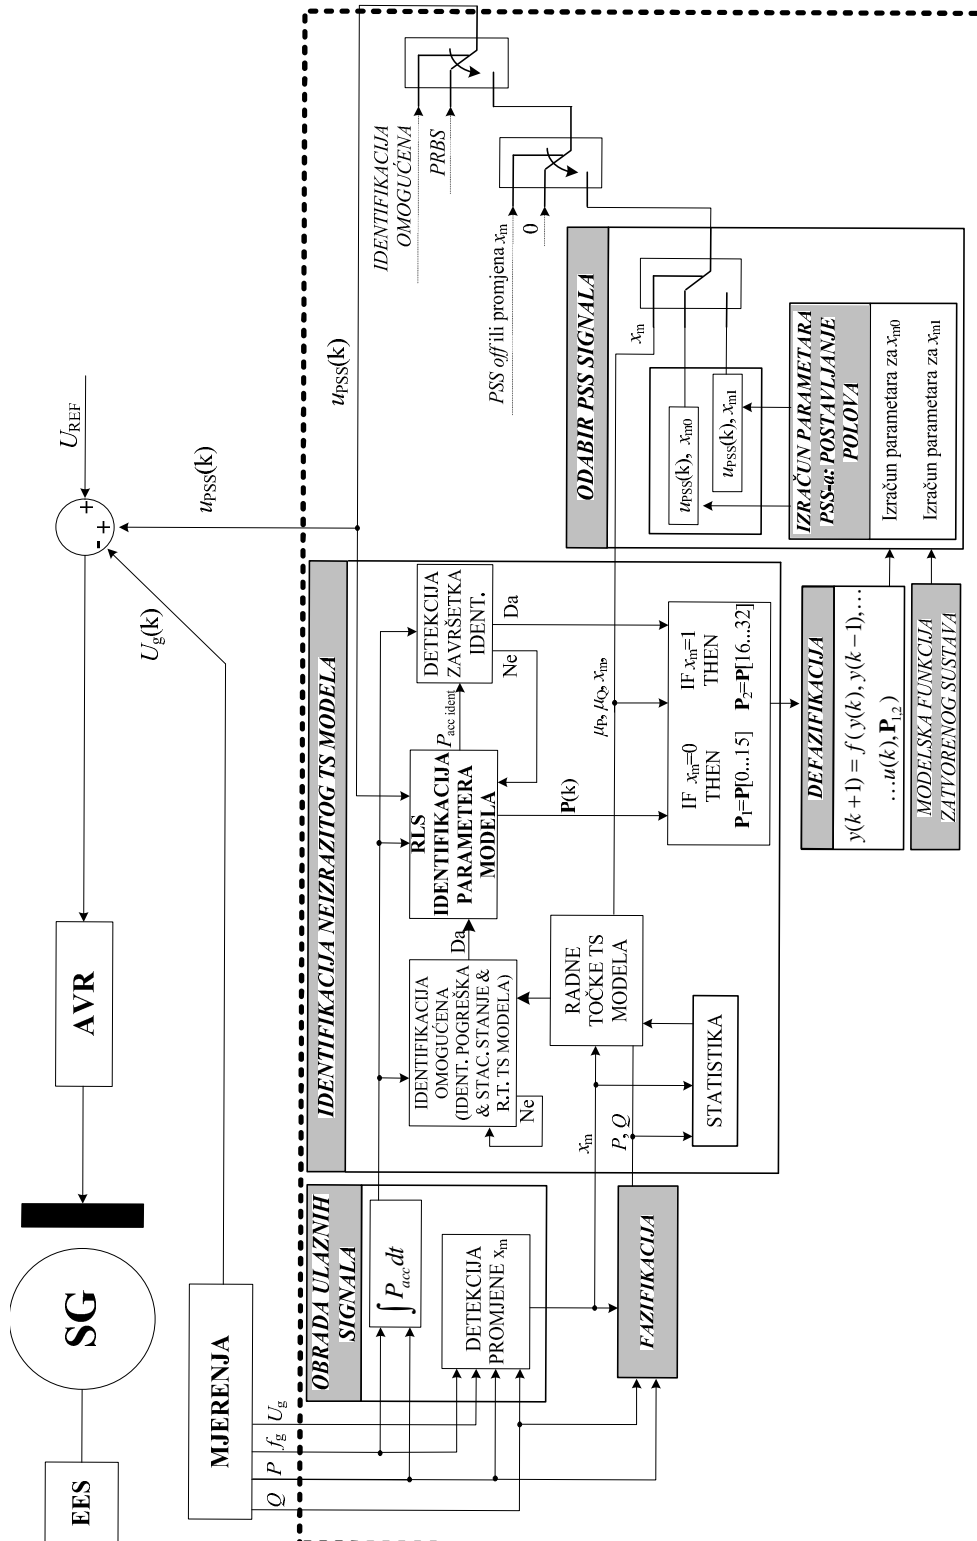 EES
SG
AVR
U_REF
MJERENJA
Q
P
f_g
U_g
U_g(k)
u_PSS(k)
u_PSS(k)
- + +
OBRADA ULAZNIH
SIGNALA
∫ P_acc dt
DETEKCIJA
PROMJENE x_m
FAZIFIKACIJA
x_m
P, Q
IDENTIFIKACIJA NEIZRAZITOG TS MODELA
IDENTIFIKACIJA
OMOGUĆENA
(IDENT. POGREŠKA
& STAC. STANJE &
R.T. TS MODELA)
Ne
Da
RLS
IDENTIFIKACIJA
PARAMETERA
MODELA
P_acc ident
DETEKCIJA
ZAVRŠETKA
IDENT.
Da
Ne
RADNE
TOČKE TS
MODELA
STATISTIKA
P(k)
μ_P, μ_Q, x_m,
IF x_m=0
THEN
P_1=P[0...15]
IF x_m=1
THEN
P_2=P[16...32]
DEFAZIFIKACIJA
y(k+1) = f(y(k), y(k−1),…
…u(k), P_1,2)
MODELSKA FUNKCIJA
ZATVORENOG SUSTAVA
ODABIR PSS SIGNALA
x_m
u_PSS(k), x_m0
u_PSS(k), x_m1
IZRAČUN PARAMETARA
PSS-a: POSTAVLJANJE
POLOVA
Izračun parametara za x_m0
Izračun parametara za x_m1
PSS off ili promjena x_m
0
IDENTIFIKACIJA
OMOGUĆENA
PRBS